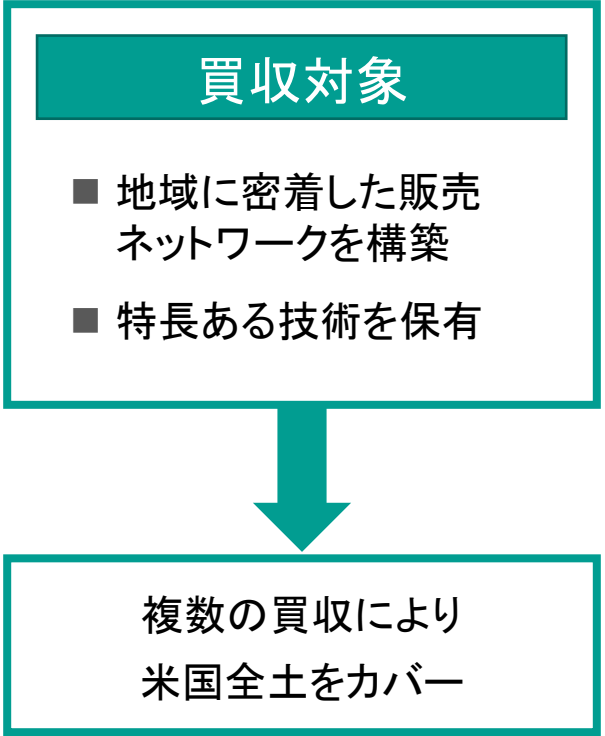 買収対象
■ 地域に密着した販売
ネットワークを構築
■ 特長ある技術を保有
複数の買収により
米国全土をカバー